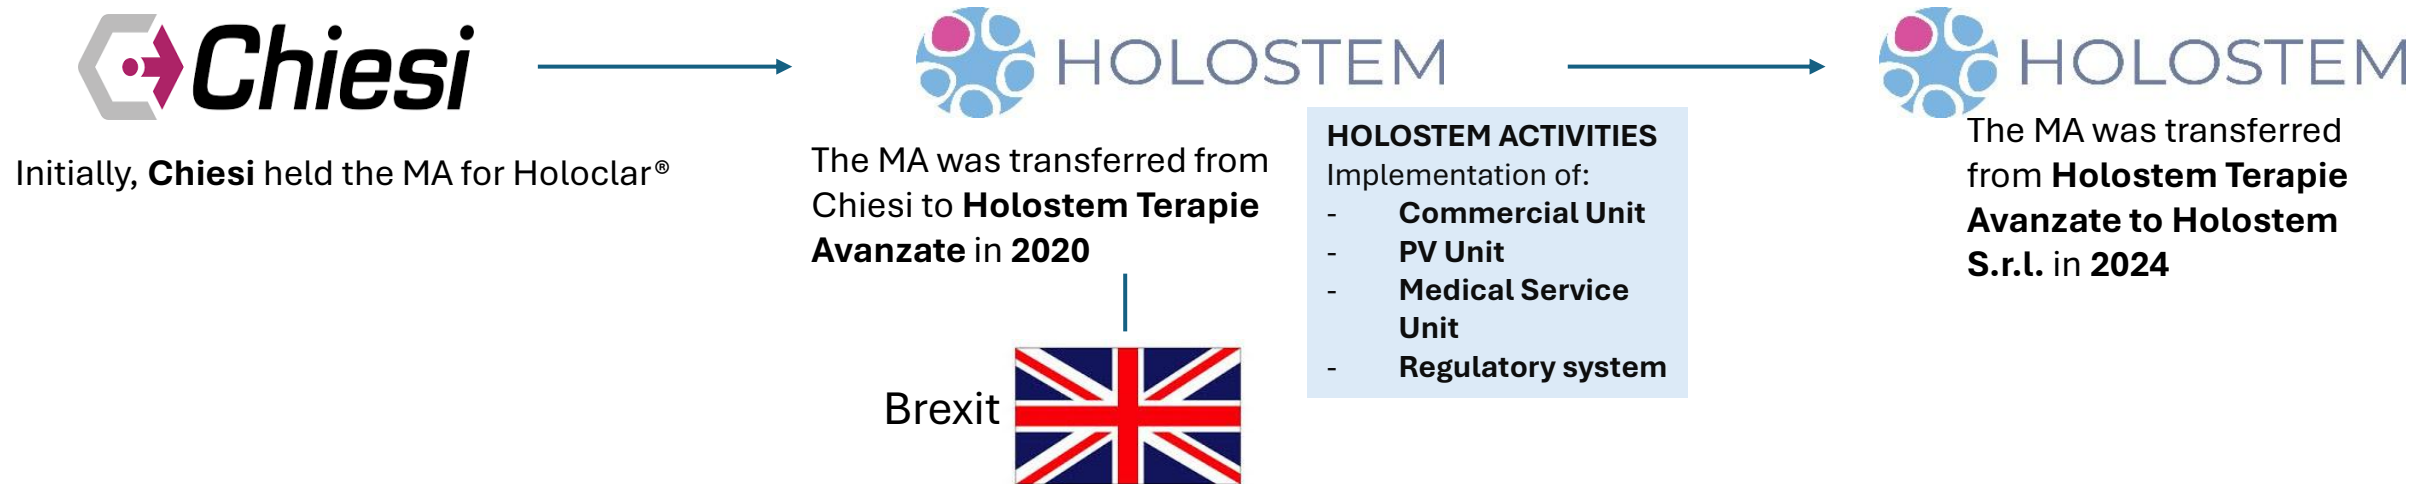 Chiesi
Initially, Chiesi held the MA for Holoclar®
HOLOSTEM
The MA was transferred from
Chiesi to Holostem Terapie
Avanzate in 2020
Brexit
HOLOSTEM ACTIVITIES
Implementation of:
- Commercial Unit
- PV Unit
- Medical Service
Unit
- Regulatory system
HOLOSTEM
The MA was transferred
from Holostem Terapie
Avanzate to Holostem
S.r.l. in 2024